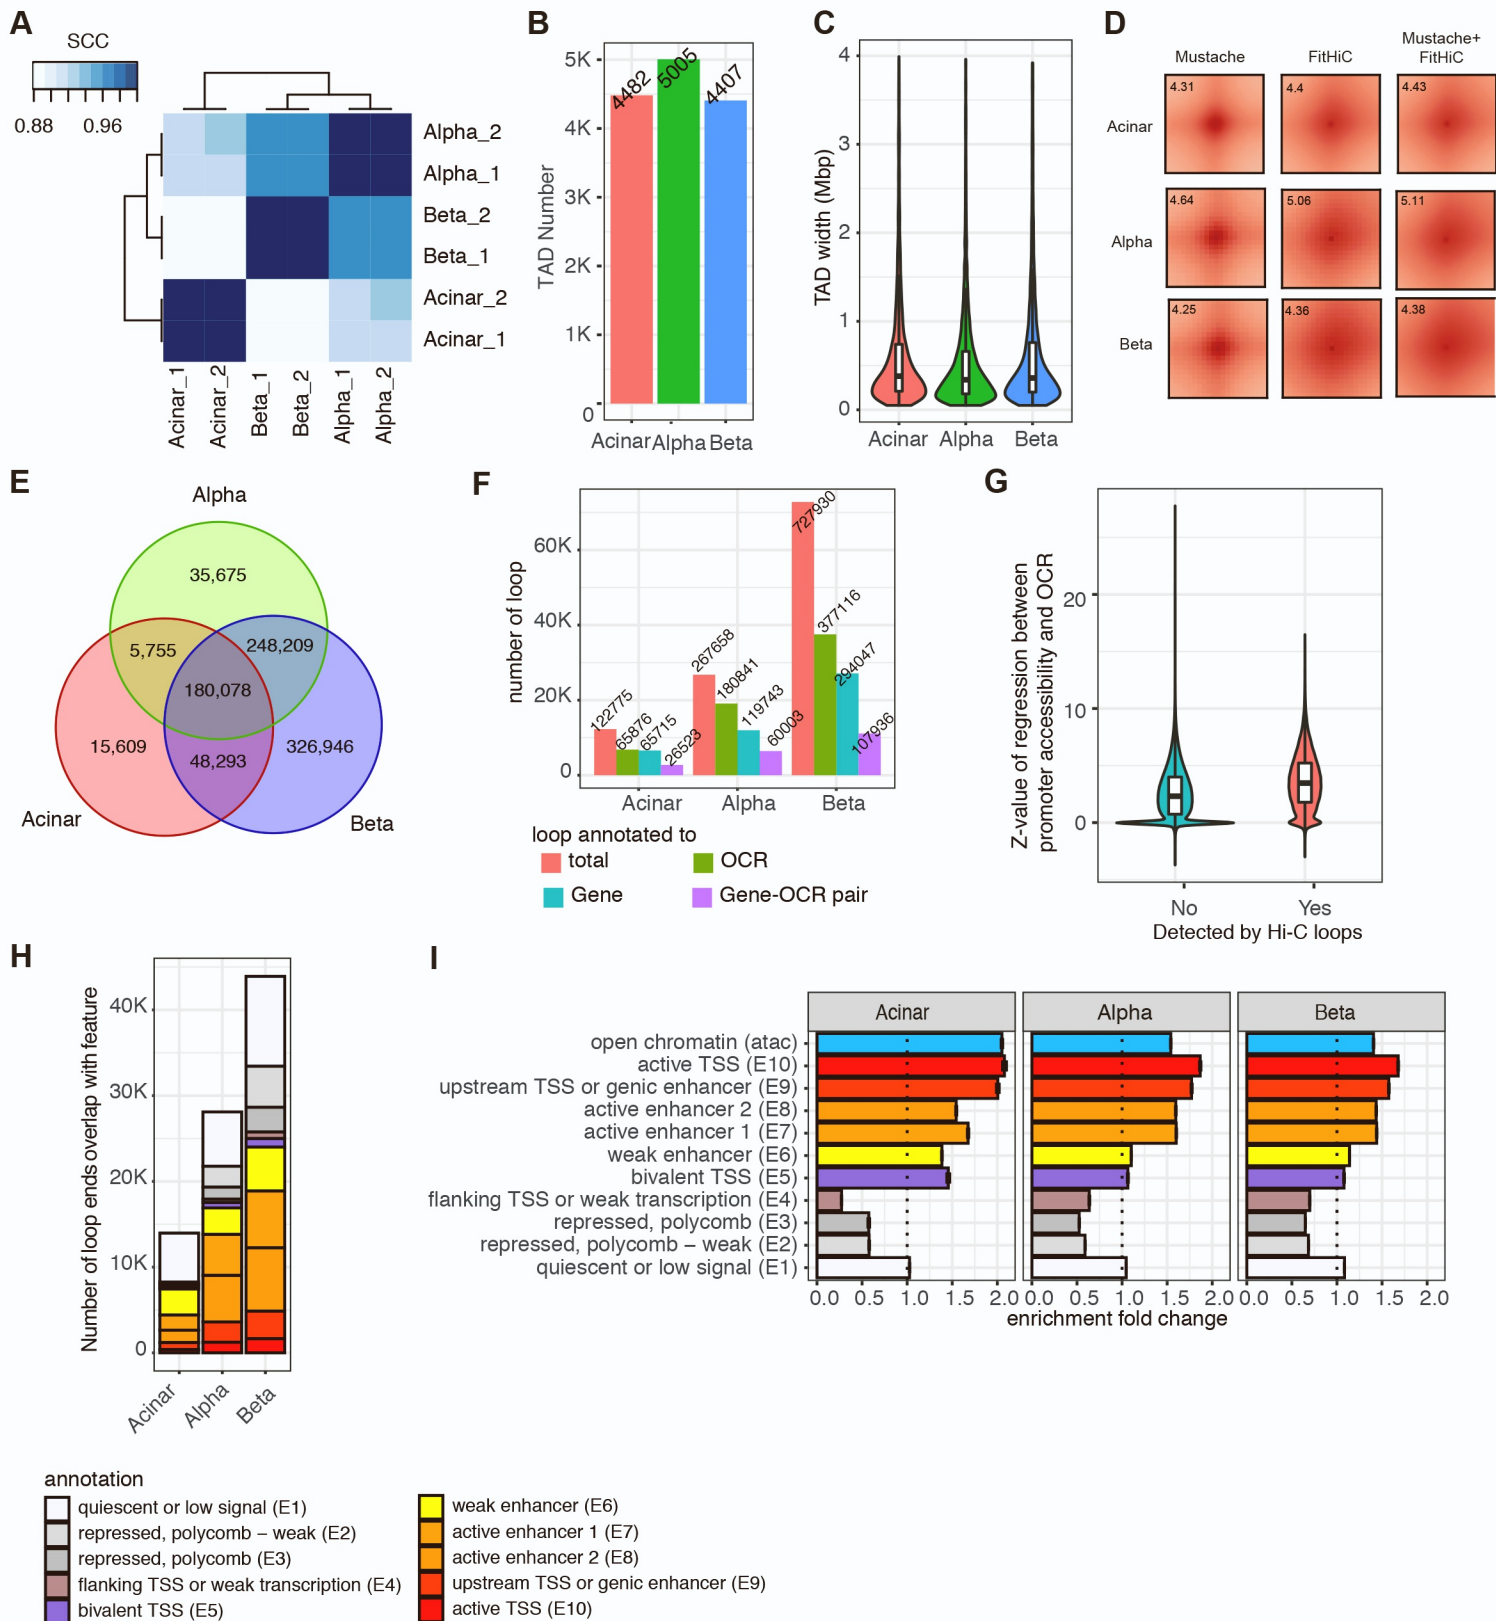 A
SCC
0.88 0.96
Alpha_2
Alpha_1
Beta_2
Beta_1
Acinar_2
Acinar_1
Acinar_1 Acinar_2 Beta_1 Beta_2 Alpha_1 Alpha_2
B
TAD Number
5K
4K
3K
2K
1K
0
4482 5005 4407
Acinar Alpha Beta
C
TAD width (Mbp)
4
3
2
1
0
Acinar Alpha Beta
D
Mustache FitHiC Mustache+
FitHiC
Acinar 4.31 4.4 4.43
Alpha 4.64 5.06 5.11
Beta 4.25 4.36 4.38
E
Alpha
35,675
5,755 248,209
180,078
15,609 48,293 326,946
Acinar Beta
F
number of loop
60K
40K
20K
0
122775 65876 65715 26523
267658 180841 119743 60003
727930 377116 294047 107936
Acinar Alpha Beta
loop annotated to
total OCR
Gene Gene-OCR pair
G
Z-value of regression between
promoter accessibility and OCR
20
10
0
No Yes
Detected by Hi-C loops
H
Number of loop ends overlap with feature
40K
30K
20K
10K
0
Acinar Alpha Beta
annotation
quiescent or low signal (E1)
repressed, polycomb – weak (E2)
repressed, polycomb (E3)
flanking TSS or weak transcription (E4)
bivalent TSS (E5)
weak enhancer (E6)
active enhancer 1 (E7)
active enhancer 2 (E8)
upstream TSS or genic enhancer (E9)
active TSS (E10)
I
Acinar Alpha Beta
open chromatin (atac)
active TSS (E10)
upstream TSS or genic enhancer (E9)
active enhancer 2 (E8)
active enhancer 1 (E7)
weak enhancer (E6)
bivalent TSS (E5)
flanking TSS or weak transcription (E4)
repressed, polycomb (E3)
repressed, polycomb – weak (E2)
quiescent or low signal (E1)
0.0 0.5 1.0 1.5 2.0 0.0 0.5 1.0 1.5 2.0 0.0 0.5 1.0 1.5 2.0
enrichment fold change